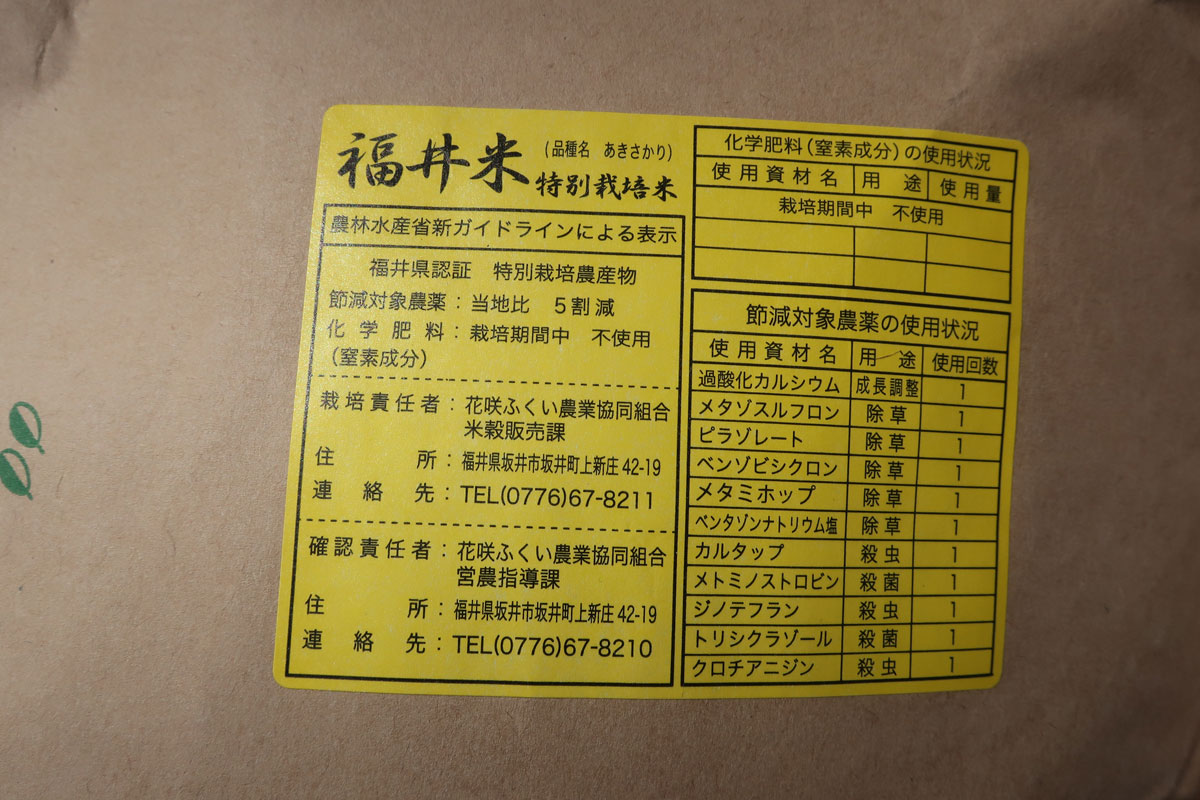 福井米
(品種名 あきさかり)
特別栽培米
農林水産省新ガイドラインによる表示
福井県認証 特別栽培農産物
節減対象農薬：当地比 5割減
化学肥料：栽培期間中 不使用
(窒素成分)
栽培責任者：花咲ふくい農業協同組合
米穀販売課
住所：福井県坂井市坂井町上新庄42-19
連絡先：TEL(0776)67-8211
確認責任者：花咲ふくい農業協同組合
営農指導課
住所：福井県坂井市坂井町上新庄42-19
連絡先：TEL(0776)67-8210
化学肥料(窒素成分)の使用状況
使用資材名 用途 使用量
栽培期間中 不使用
節減対象農薬の使用状況
使用資材名 用途 使用回数
過酸化カルシウム 成長調整 1
メタゾスルフロン 除草 1
ピラゾレート 除草 1
ベンゾビシクロン 除草 1
メタミホップ 除草 1
ベンタゾンナトリウム塩 除草 1
カルタップ 殺虫 1
メトミノストロビン 殺菌 1
ジノテフラン 殺虫 1
トリシクラゾール 殺菌 1
クロチアニジン 殺虫 1